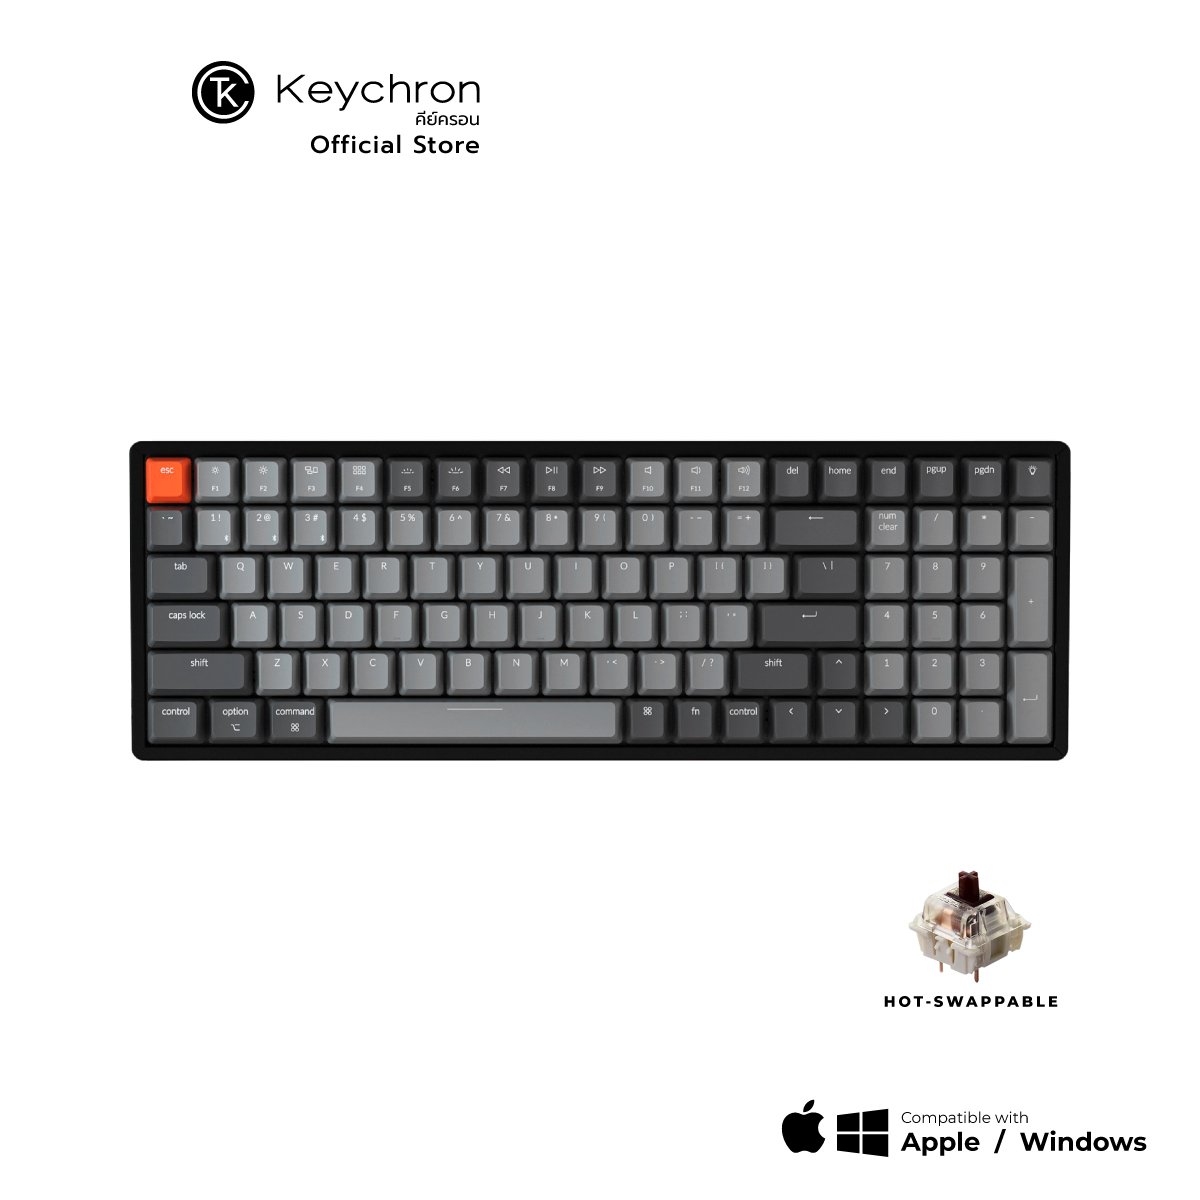 TK
Keychron
คีย์ครอน
Official Store
esc F1 F2 F3 F4 F5 F6 F7 F8 F9 F10 F11 F12 del home end pgup pgdn
` ~ 1 ! 2 @ 3 # 4 $ 5 % 6 ^ 7 & 8 * 9 ( 0 ) - – = + num clear / * −
tab Q W E R T Y U I O P [ { ] } \ | 7 8 9 +
caps lock A S D F G H J K L ; : ' " 4 5 6
shift Z X C V B N M , < . > / ? shift 1 2 3
control option command fn control 0 .
HOT-SWAPPABLE
Compatible with
Apple / Windows